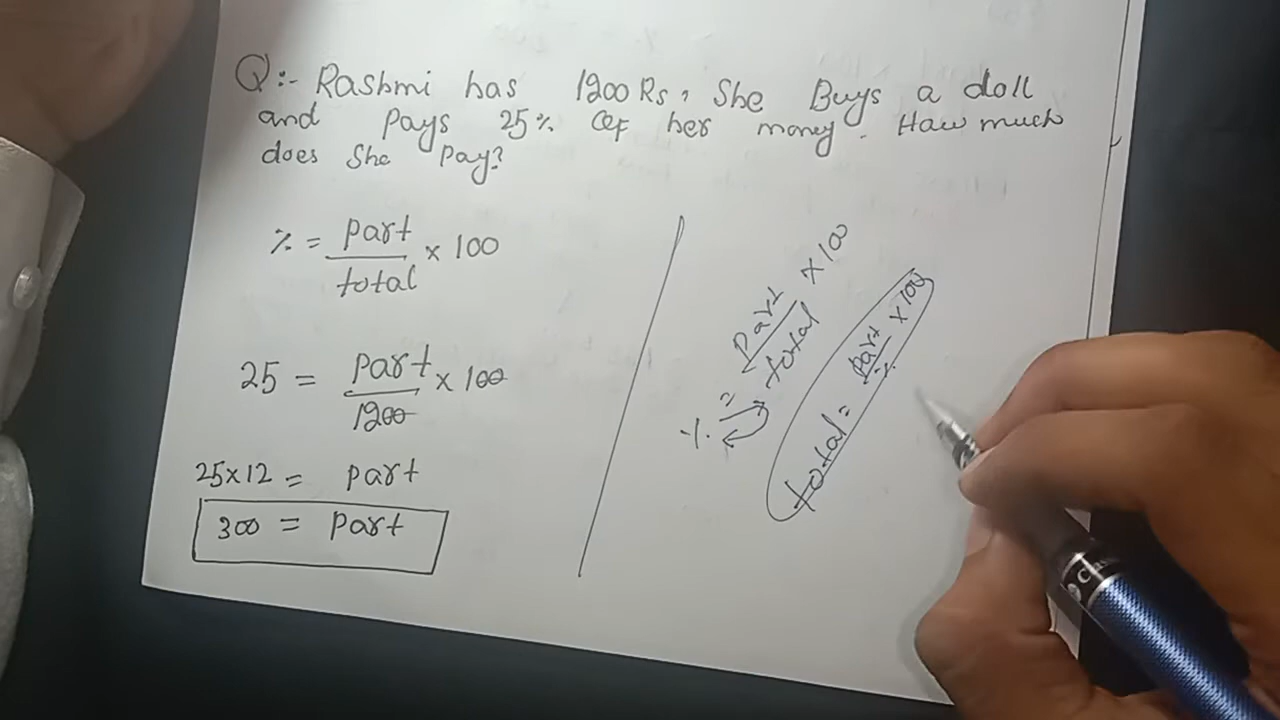 Q:- Rashmi has 1200 Rs, She Buys a doll
and Pays 25% Of her money. How much
does She Pay?
% = part/total × 100
25 = part/1200 × 100
25×12 = part
300 = part
% = part/total × 100
total = part/% × 100